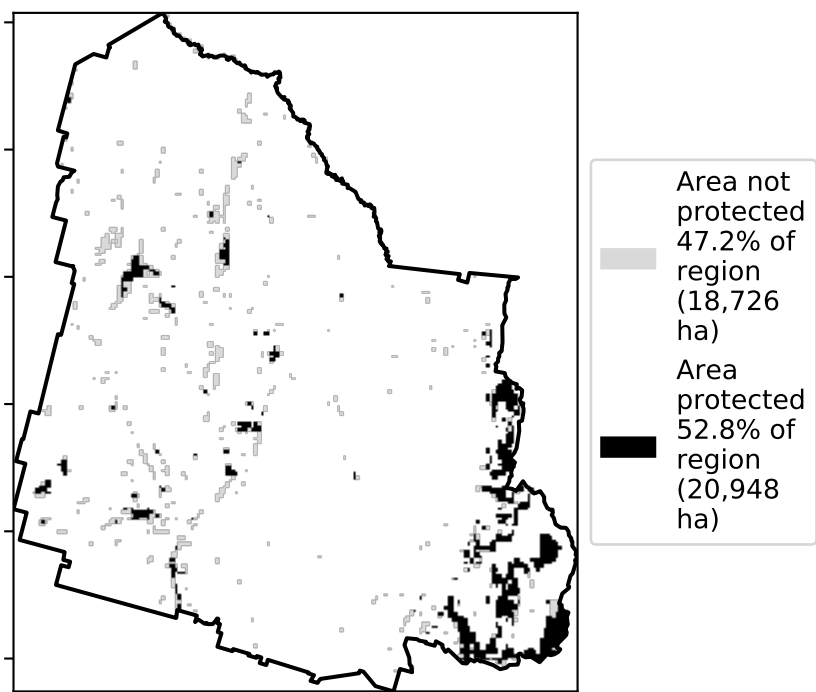 Area not
protected
47.2% of
region
(18,726
ha)
Area
protected
52.8% of
region
(20,948
ha)